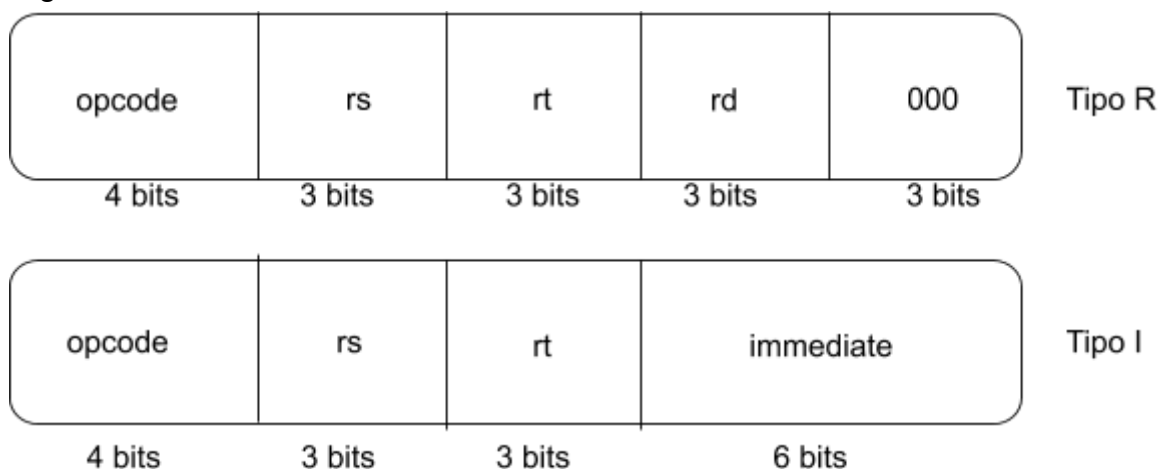 opcode rs rt rd 000 Tipo R
4 bits 3 bits 3 bits 3 bits 3 bits
opcode rs rt immediate Tipo I
4 bits 3 bits 3 bits 6 bits